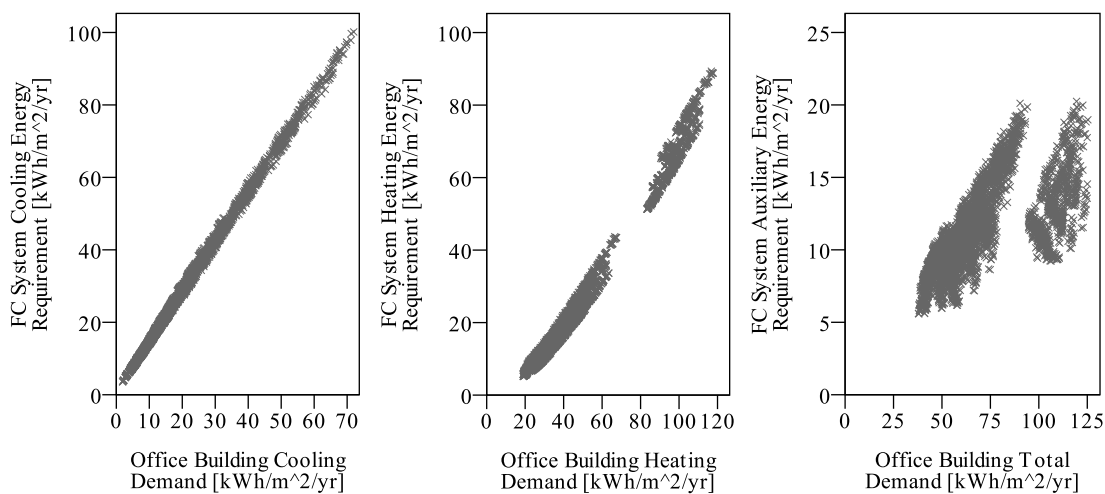 FC System Cooling Energy
Requirement [kWh/m^2/yr]
100
80
60
40
20
0
0 10 20 30 40 50 60 70
Office Building Cooling
Demand [kWh/m^2/yr]
FC System Heating Energy
Requirement [kWh/m^2/yr]
100
80
60
40
20
0
0 20 40 60 80 100 120
Office Building Heating
Demand [kWh/m^2/yr]
FC System Auxiliary Energy
Requirement [kWh/m^2/yr]
25
20
15
10
5
0
0 25 50 75 100 125
Office Building Total
Demand [kWh/m^2/yr]